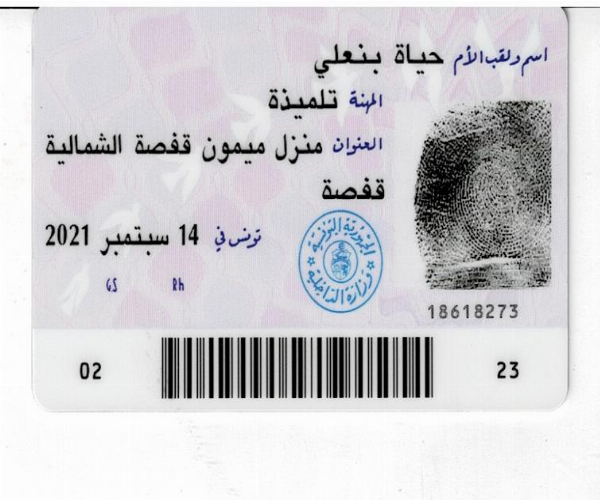 اسم ولقب الأم حياة بنعلي
المهنة تلميذة
العنوان منزل ميمون قفصة الشمالية
قفصة
تونس في 14 سبتمبر 2021
GS Rh
الجمهورية التونسية
وزارة الداخلية
18618273
02 23